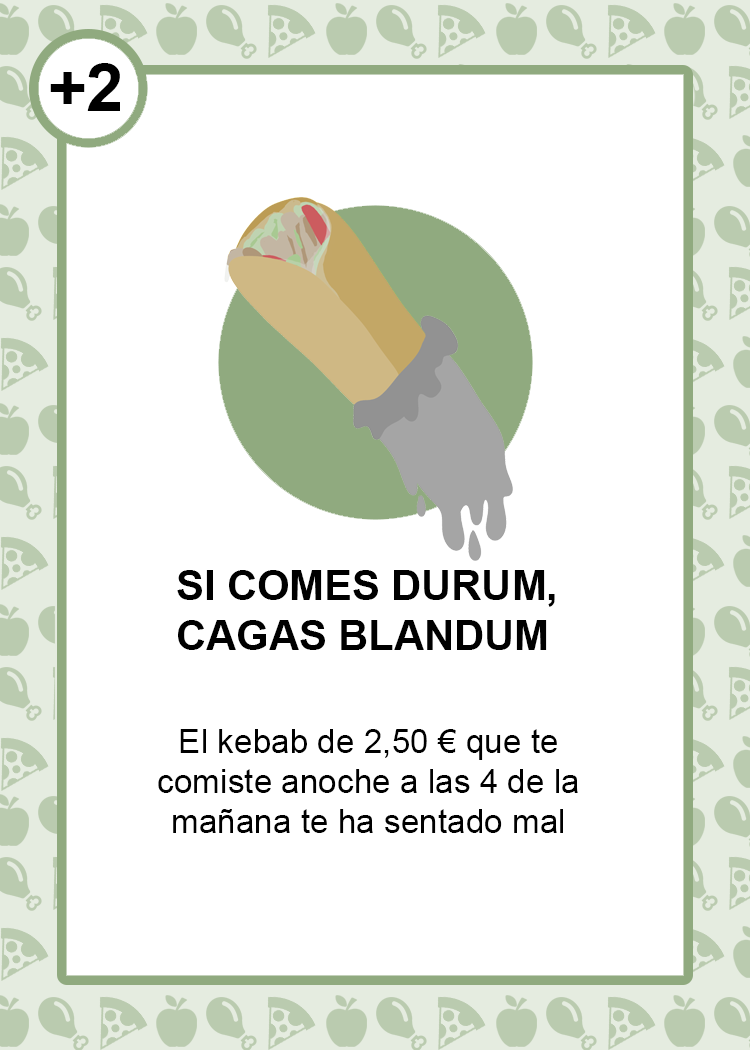 +2
SI COMES DURUM,
CAGAS BLANDUM
El kebab de 2,50 € que te
comiste anoche a las 4 de la
mañana te ha sentado mal